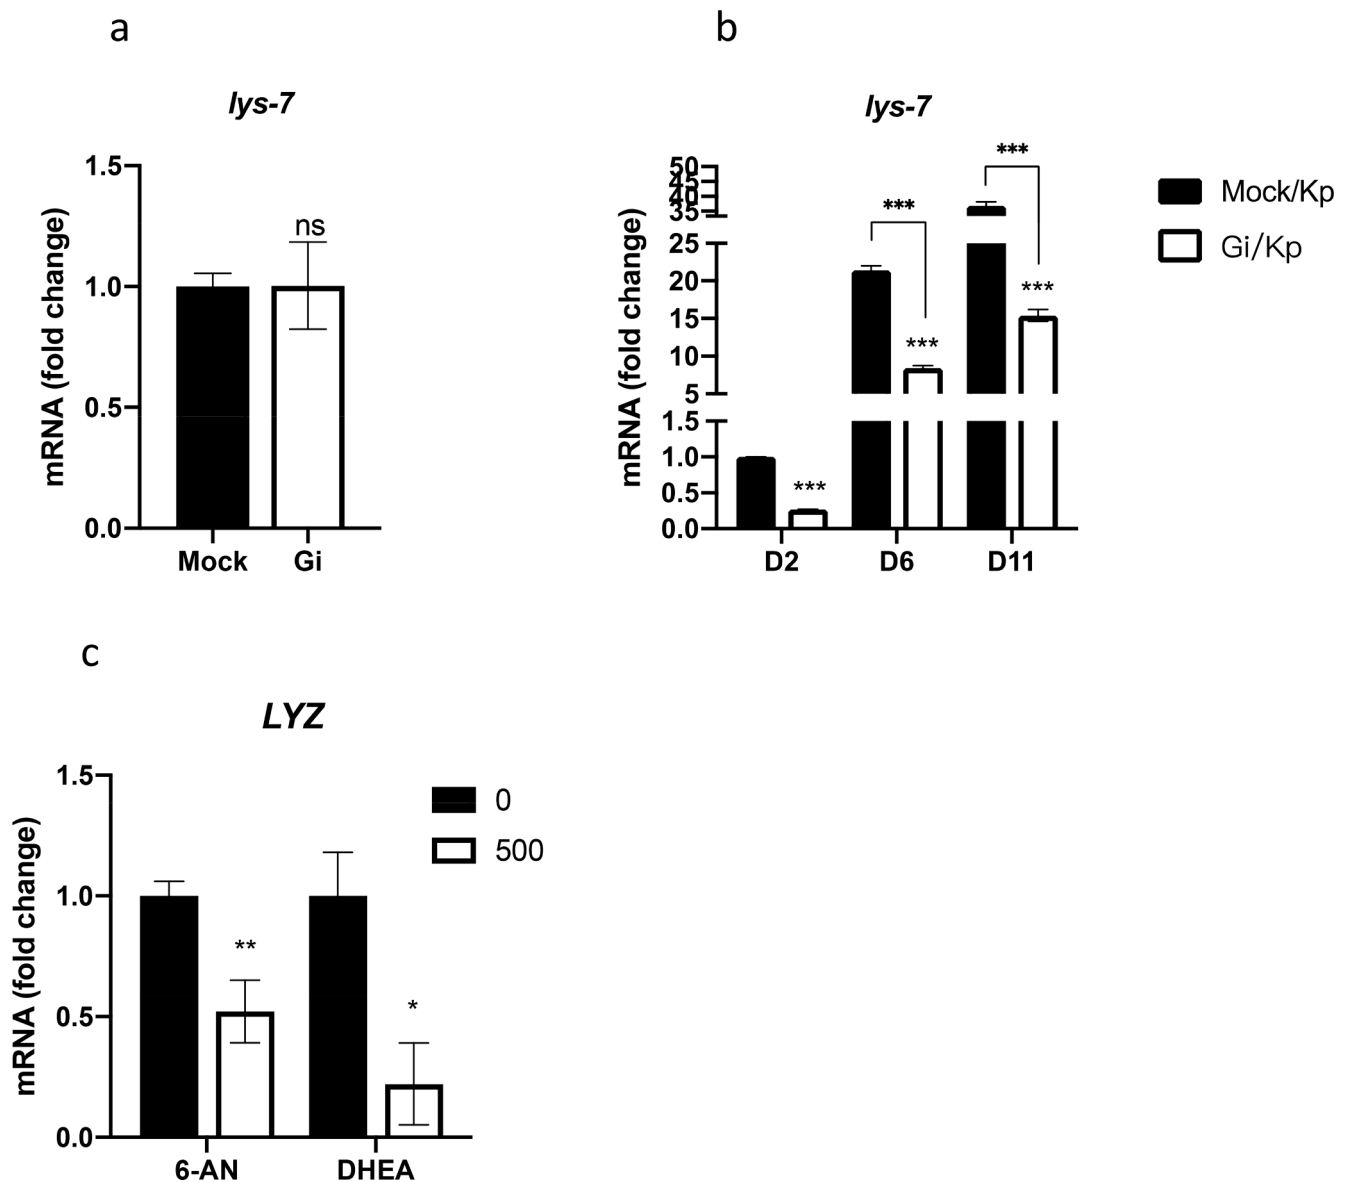 a
lys-7
mRNA (fold change)
1.5
1.0
0.5
0.0
ns
Mock Gi
b
lys-7
mRNA (fold change)
50
45
40
35
25
20
15
10
5
1.5
1.0
0.5
0.0
***
***
***
***
***
D2 D6 D11
Mock/Kp
Gi/Kp
c
LYZ
mRNA (fold change)
1.5
1.0
0.5
0.0
**
*
6-AN DHEA
0
500